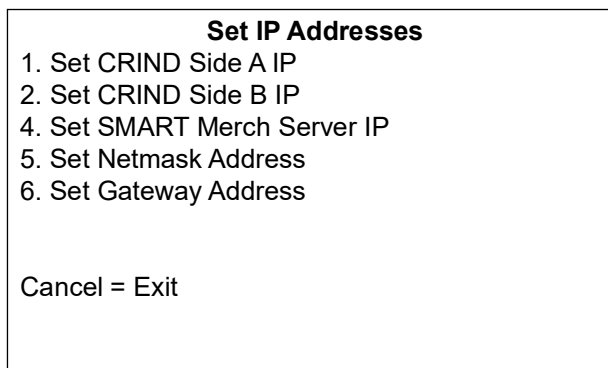 Set IP Addresses
1. Set CRIND Side A IP
2. Set CRIND Side B IP
4. Set SMART Merch Server IP
5. Set Netmask Address
6. Set Gateway Address
Cancel = Exit